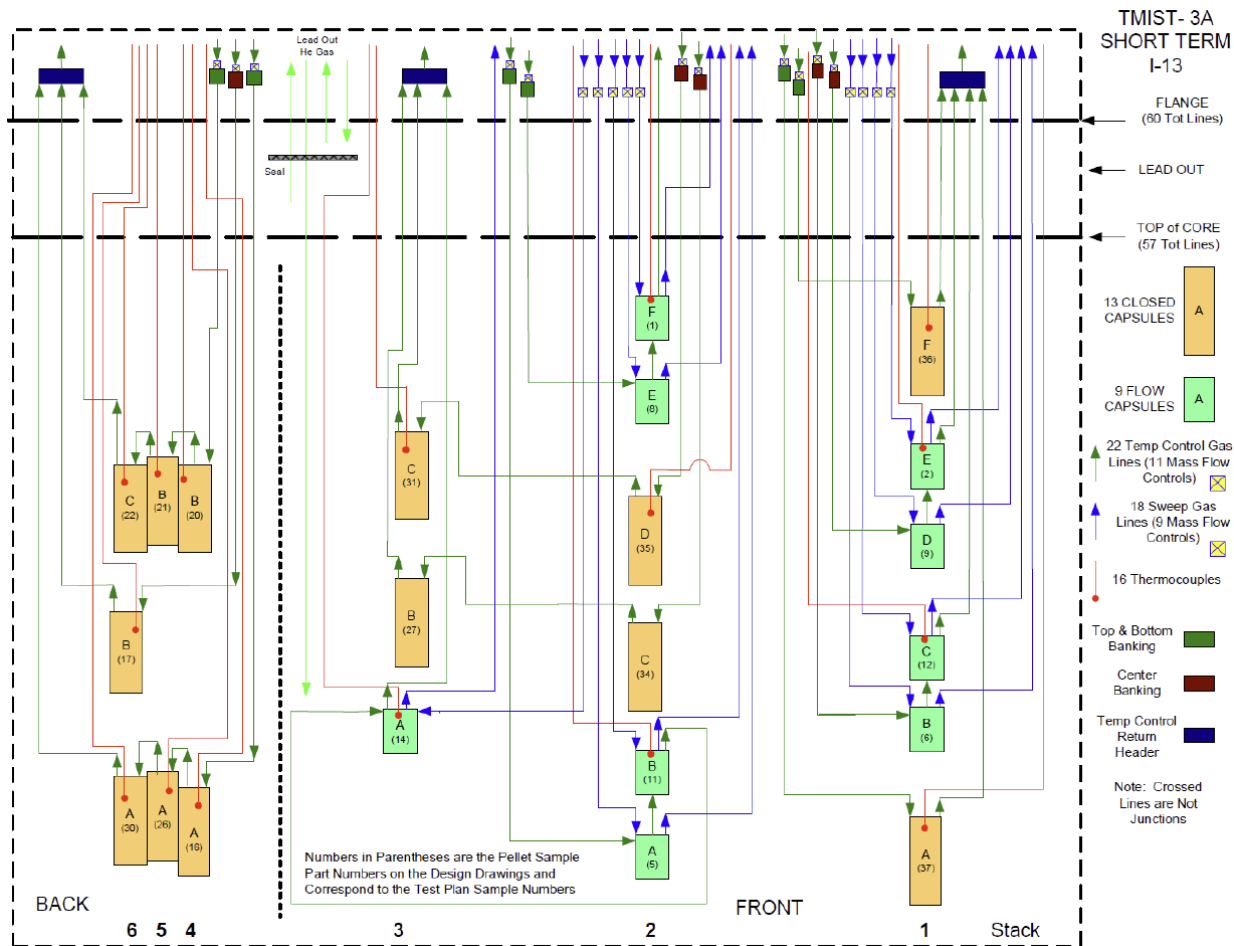 TMIST- 3A
SHORT TERM
I-13
FLANGE
(60 Tot Lines)
LEAD OUT
TOP of CORE
(57 Tot Lines)
13 CLOSED
CAPSULES
A
9 FLOW
CAPSULES
A
22 Temp Control Gas
Lines (11 Mass Flow
Controls)
18 Sweep Gas
Lines (9 Mass Flow
Controls)
16 Thermocouples
Top & Bottom
Banking
Center
Banking
Temp Control
Return
Header
Note: Crossed
Lines are Not
Junctions
Lead Out
He Gas
Seal
C
(22)
B
(21)
B
(20)
B
(17)
A
(30)
A
(26)
A
(16)
C
(31)
B
(27)
A
(14)
F
(1)
E
(8)
D
(35)
C
(34)
B
(11)
A
(5)
F
(36)
E
(2)
D
(9)
C
(12)
B
(6)
A
(37)
Numbers in Parentheses are the Pellet Sample
Part Numbers on the Design Drawings and
Correspond to the Test Plan Sample Numbers
BACK
FRONT
6 5 4 3 2 1 Stack